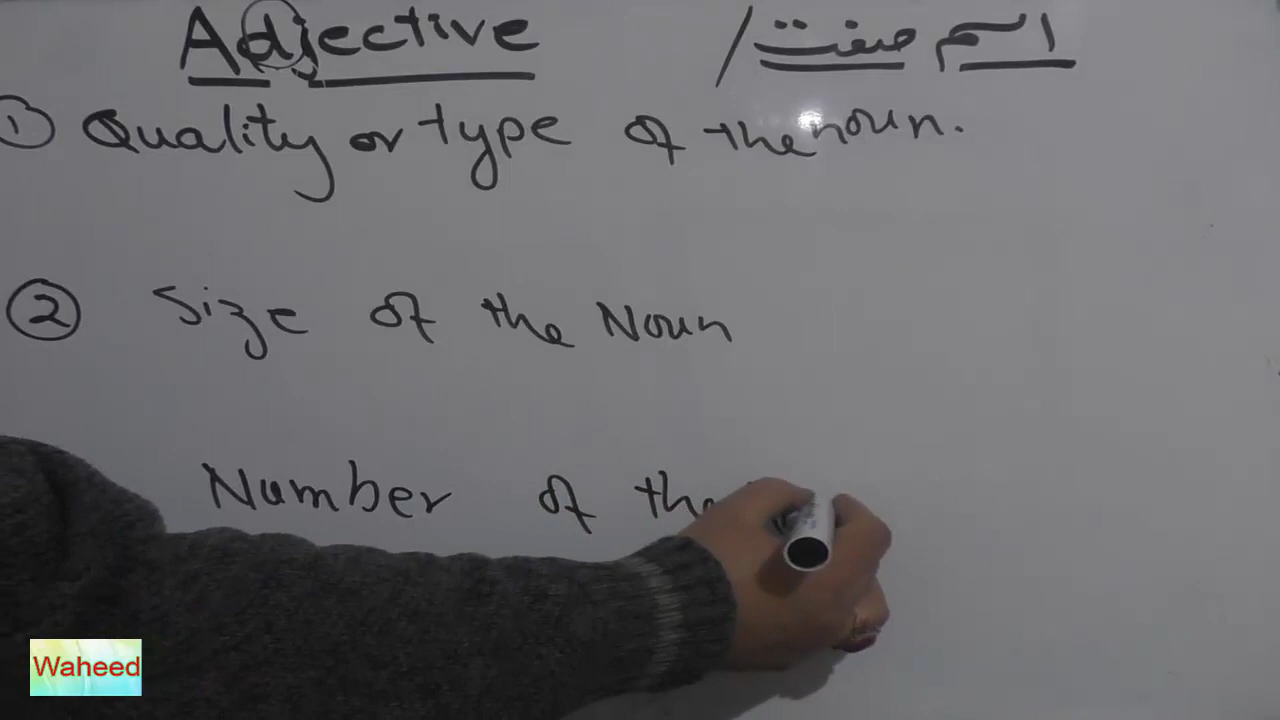 Adjective / اسم صفت
① Quality or type of the noun.
② Size of the Noun
Number of the
Waheed